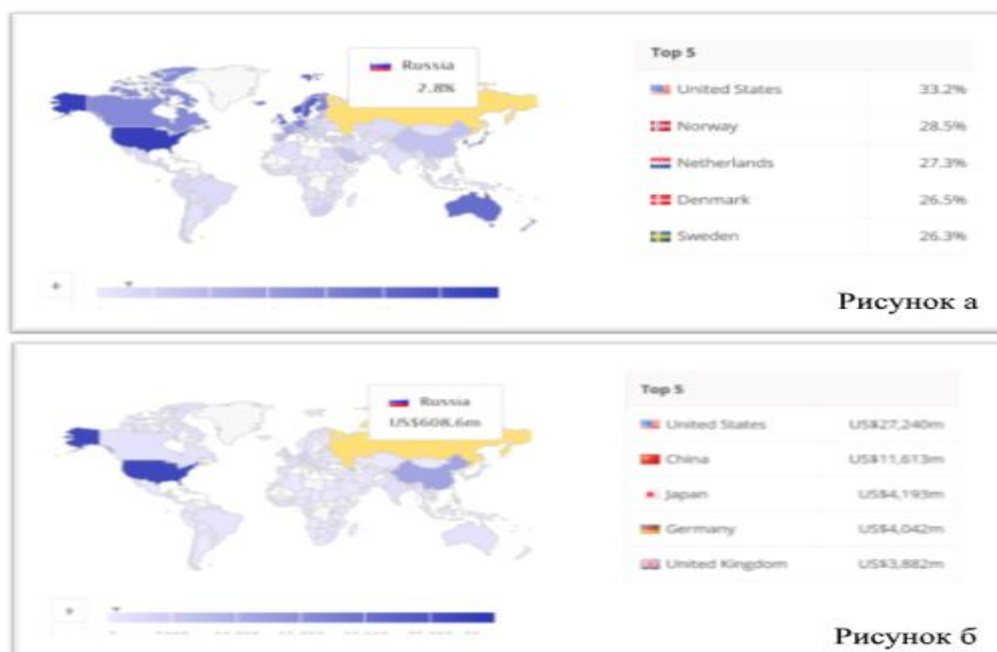 Russia
2.8%
Top 5
United States 33.2%
Norway 28.5%
Netherlands 27.3%
Denmark 26.5%
Sweden 26.3%
+
Рисунок а
Russia
US$608.6m
Top 5
United States US$27,240m
China US$11,613m
Japan US$4,193m
Germany US$4,042m
United Kingdom US$3,882m
+
Рисунок б